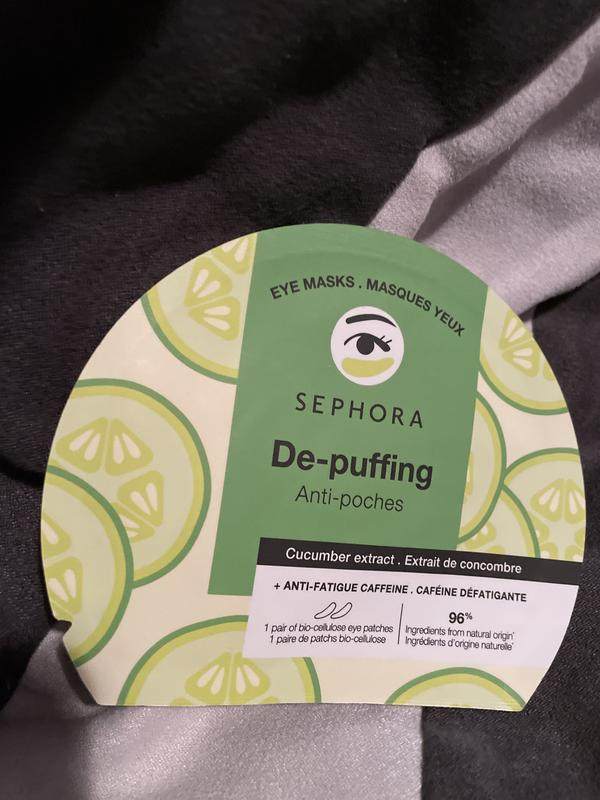 EYE MASKS . MASQUES YEUX
SEPHORA
De-puffing
Anti-poches
Cucumber extract . Extrait de concombre
+ ANTI-FATIGUE CAFFEINE . CAFÉINE DÉFATIGANTE
1 pair of bio-cellulose eye patches
1 paire de patchs bio-cellulose
96%
Ingredients from natural origin*
Ingrédients d'origine naturelle*